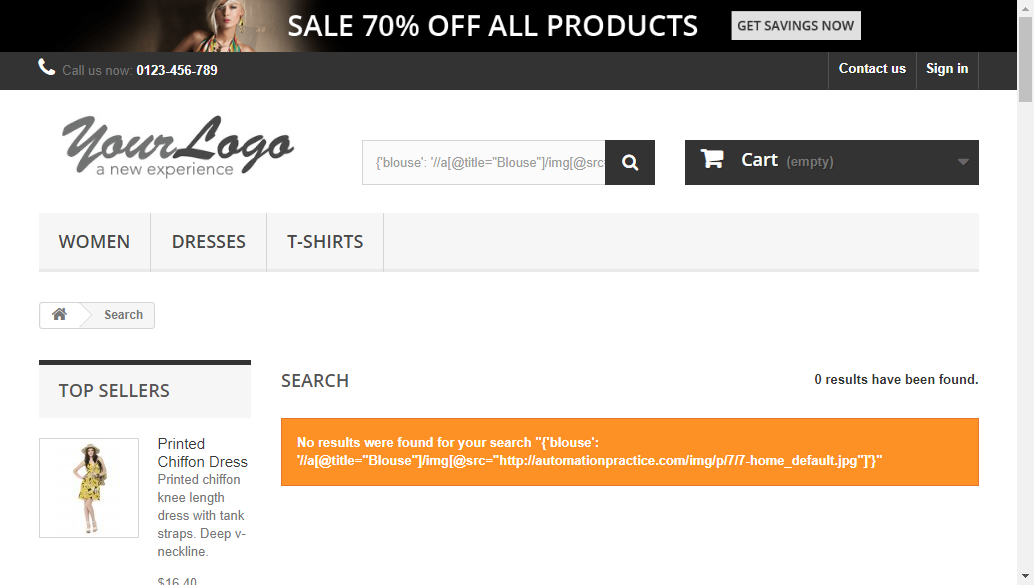 SALE 70% OFF ALL PRODUCTS
GET SAVINGS NOW
Call us now: 0123-456-789
Contact us
Sign in
YourLogo
a new experience
{'blouse': '//a[@title="Blouse"]/img[@src
Cart (empty)
WOMEN
DRESSES
T-SHIRTS
Search
TOP SELLERS
Printed
Chiffon Dress
Printed chiffon
knee length
dress with tank
straps. Deep v-
neckline.
$16.40
SEARCH
0 results have been found.
No results were found for your search "{'blouse':
'//a[@title="Blouse"]/img[@src="http://automationpractice.com/img/p/7/7-home_default.jpg"]'}"